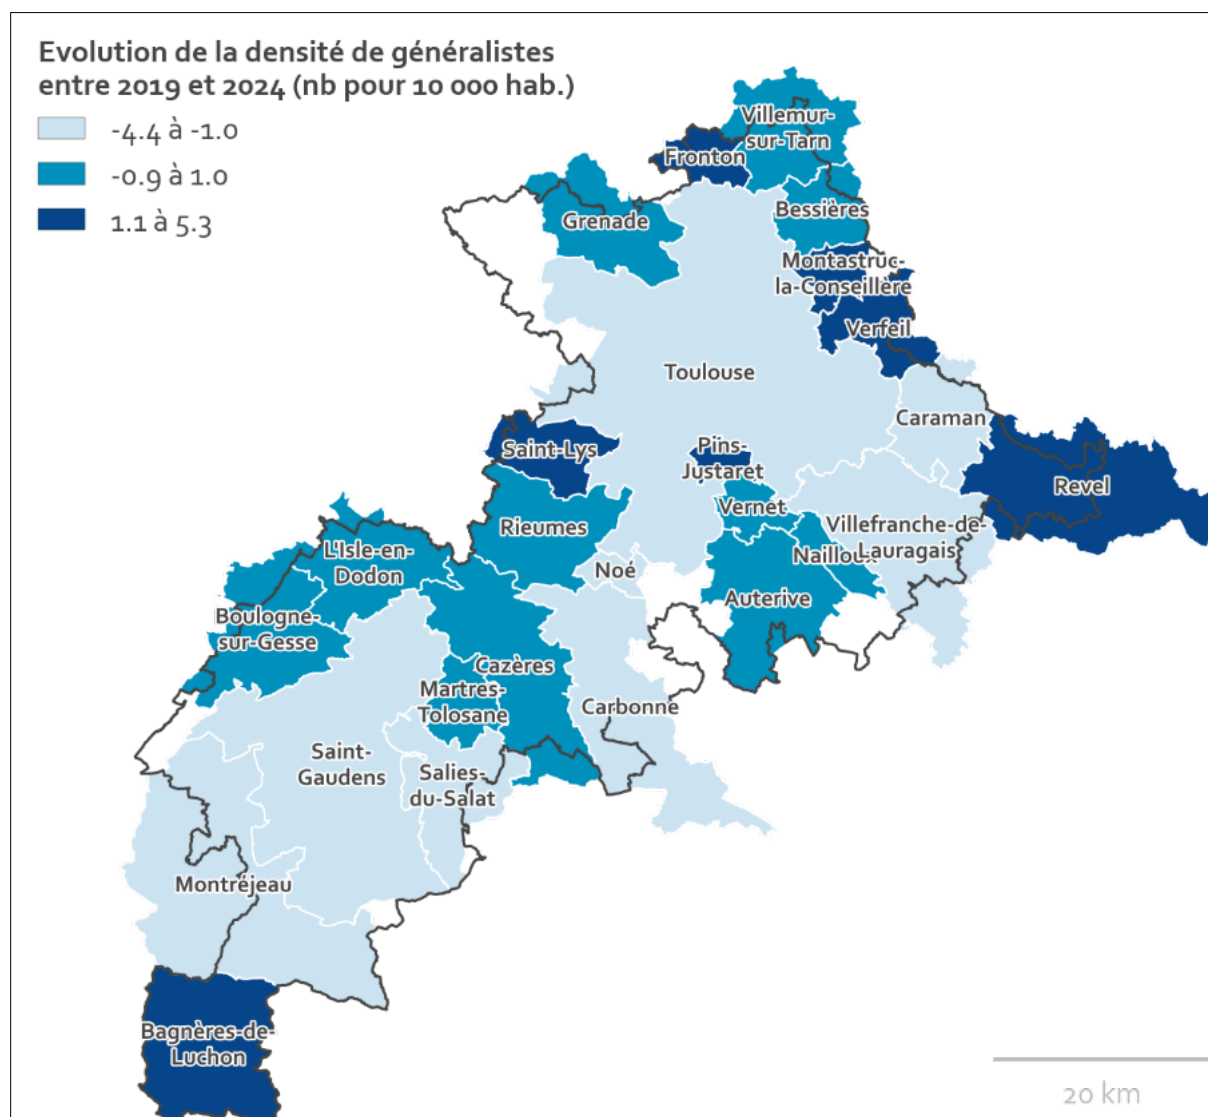 Evolution de la densité de généralistes
entre 2019 et 2024 (nb pour 10 000 hab.)
-4.4 à -1.0
-0.9 à 1.0
1.1 à 5.3
Villemur-
sur-Tarn
Fronton
Grenade
Bessières
Montastruc-
la-Conseillère
Verfeil
Toulouse
Caraman
Saint-Lys
Pins-
Justaret
Revel
Vernet
Rieumes
Villefranche-de-
Lauragais
Nailloux
L'Isle-en-
Dodon
Noé
Auterive
Boulogne-
sur-Gesse
Cazères
Martres-
Tolosane
Carbonne
Saint-
Gaudens
Salies-
du-Salat
Montréjeau
Bagnères-de-
Luchon
20 km